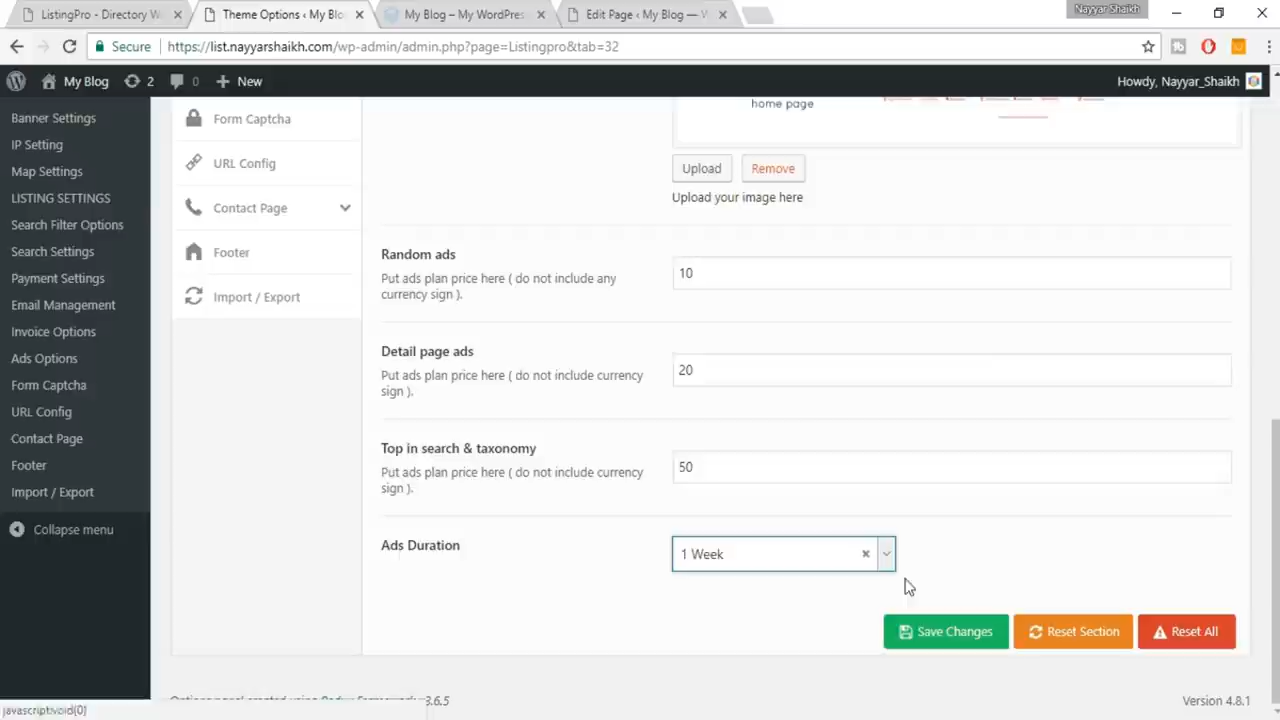 ListingPro - Directory W
Theme Options ‹ My Blo
My Blog – My WordPres
Edit Page ‹ My Blog — V
Nayyar Shaikh
Secure
https://list.nayyarshaikh.com/wp-admin/admin.php?page=Listingpro&tab=32
My Blog
2
0
New
Howdy, Nayyar_Shaikh
Banner Settings
IP Setting
Map Settings
LISTING SETTINGS
Search Filter Options
Search Settings
Payment Settings
Email Management
Invoice Options
Ads Options
Form Captcha
URL Config
Contact Page
Footer
Import / Export
Collapse menu
Form Captcha
URL Config
Contact Page
Footer
Import / Export
home page
Upload
Remove
Upload your image here
Random ads
Put ads plan price here ( do not include any
currency sign ).
10
Detail page ads
Put ads plan price here ( do not include currency
sign ).
20
Top in search & taxonomy
Put ads plan price here ( do not include currency
sign ).
50
Ads Duration
1 Week
Save Changes
Reset Section
Reset All
Version 4.8.1
javascript:void(0)